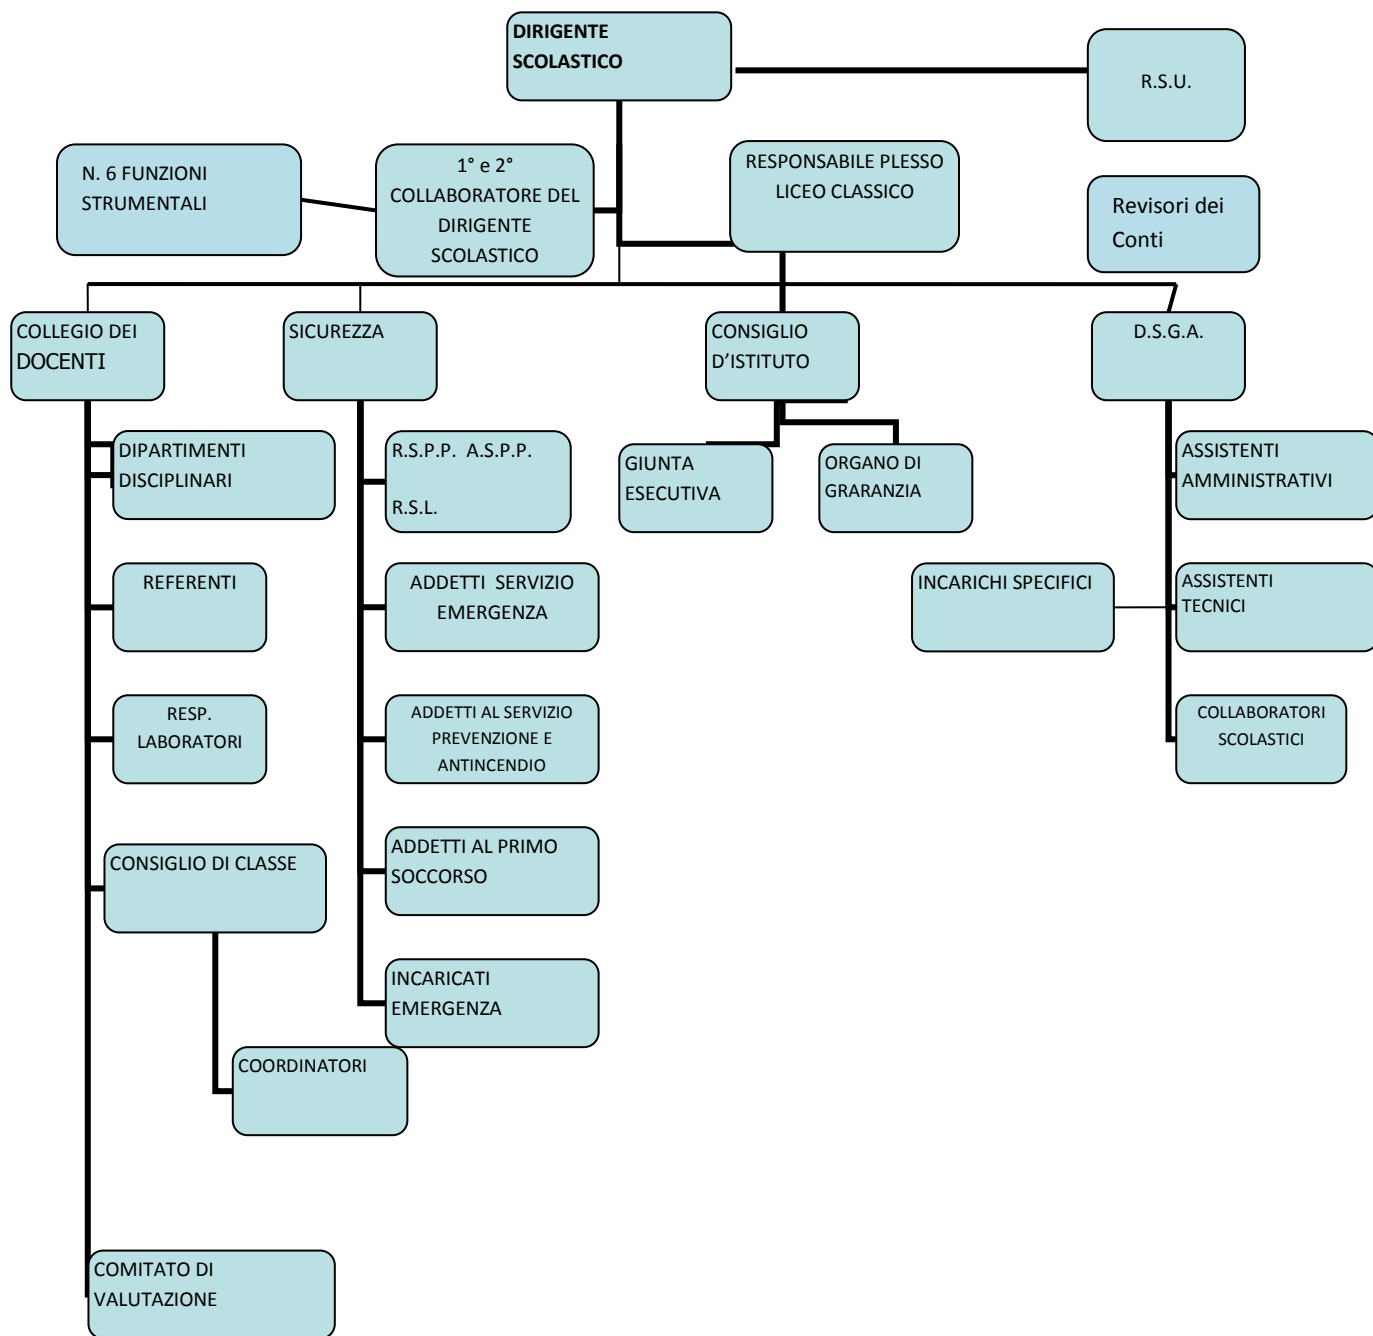 DIRIGENTE
SCOLASTICO
R.S.U.
N. 6 FUNZIONI
STRUMENTALI
1° e 2°
COLLABORATORE DEL
DIRIGENTE
SCOLASTICO
RESPONSABILE PLESSO
LICEO CLASSICO
Revisori dei
Conti
COLLEGIO DEI
DOCENTI
SICUREZZA
CONSIGLIO
D'ISTITUTO
D.S.G.A.
DIPARTIMENTI
DISCIPLINARI
R.S.P.P. A.S.P.P.
R.S.L.
GIUNTA
ESECUTIVA
ORGANO DI
GRARANZIA
ASSISTENTI
AMMINISTRATIVI
REFERENTI
ADDETTI SERVIZIO
EMERGENZA
INCARICHI SPECIFICI
ASSISTENTI
TECNICI
RESP.
LABORATORI
ADDETTI AL SERVIZIO
PREVENZIONE E
ANTINCENDIO
COLLABORATORI
SCOLASTICI
CONSIGLIO DI CLASSE
ADDETTI AL PRIMO
SOCCORSO
INCARICATI
EMERGENZA
COORDINATORI
COMITATO DI
VALUTAZIONE